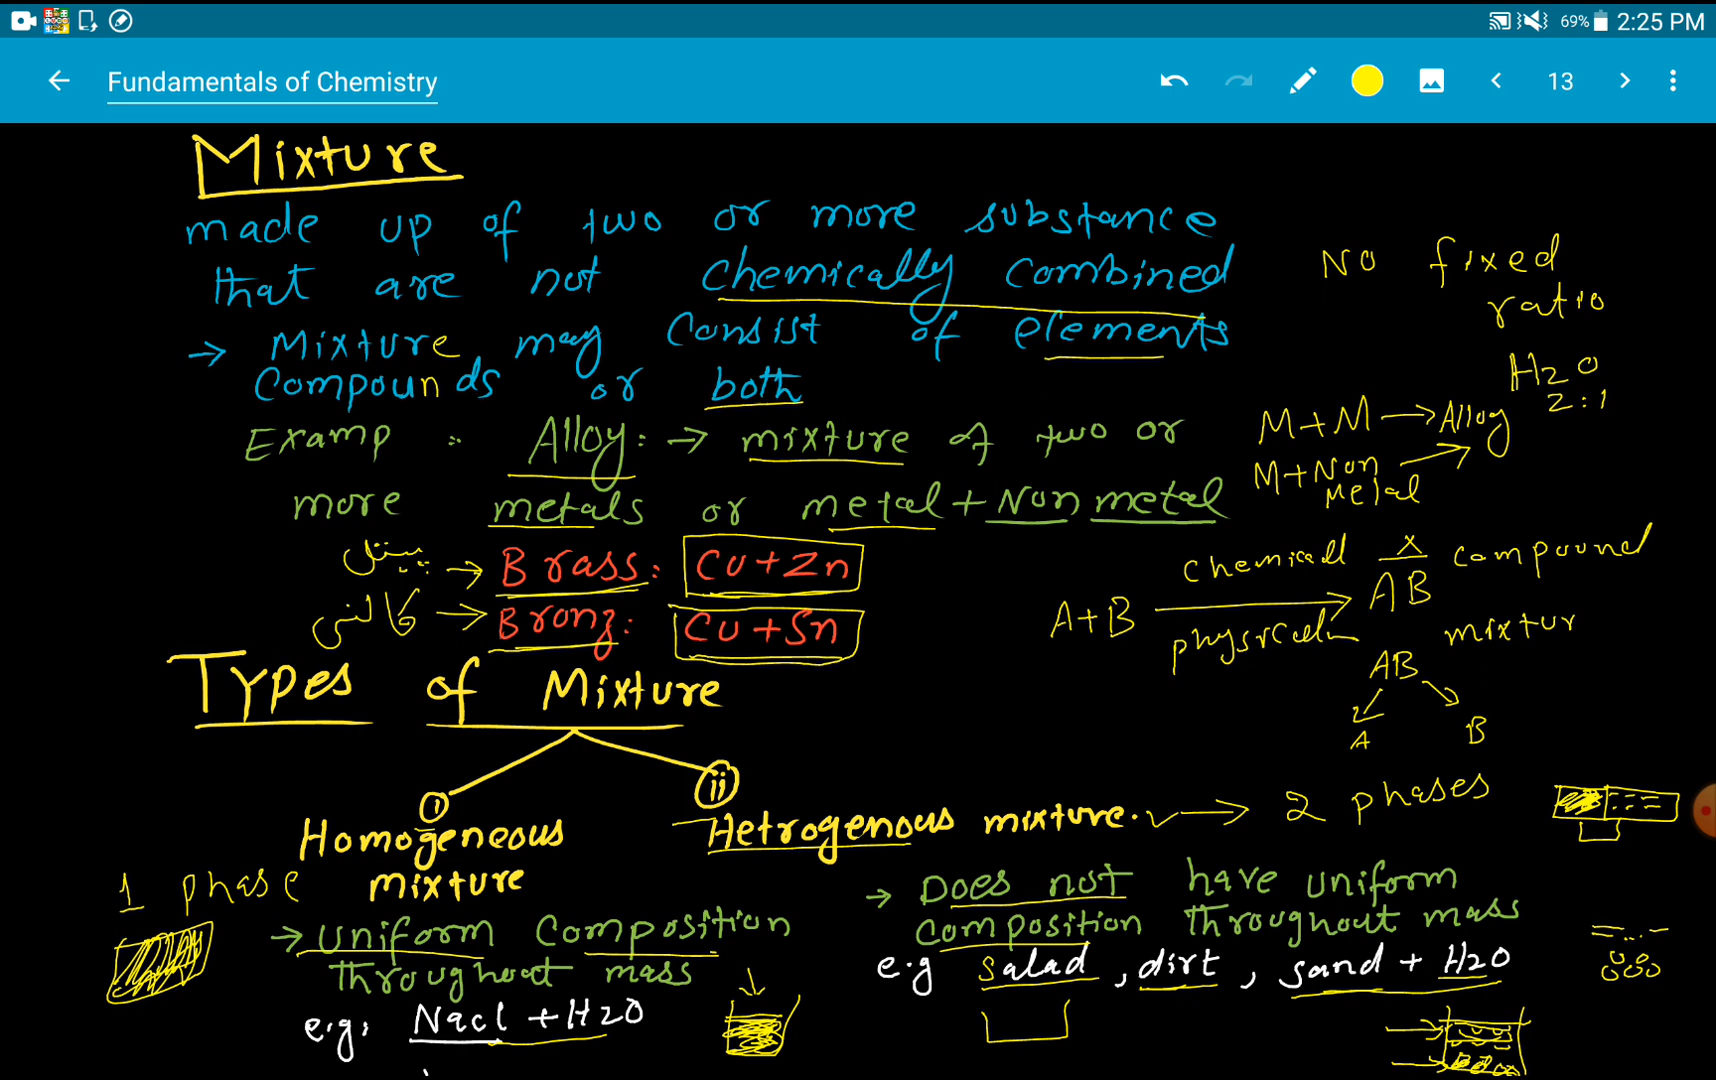 69% 2:25 PM
Fundamentals of Chemistry
13
Mixture
made up of two or more substance
that are not chemically combined
→ Mixture may consist of elements
compounds or both
Examp : Alloy: → mixture of two or
more metals or metal + Non metal
پیتل → Brass: Cu+Zn
کانسی → Bronz: Cu+Sn
No fixed
ratio
H2O
2:1
M+M → Alloy
M+Non
Metal
chemicall x compound
A+B → AB
physical mixtur
AB
A B
Types of Mixture
i ii
Homogeneous
mixture
1 phase
→ uniform composition
throughout mass
e.g: Nacl + H2O
Hetrogenous mixture. → 2 phases
→ Does not have uniform
composition throughout mass
e.g salad, dirt, sand + H2O